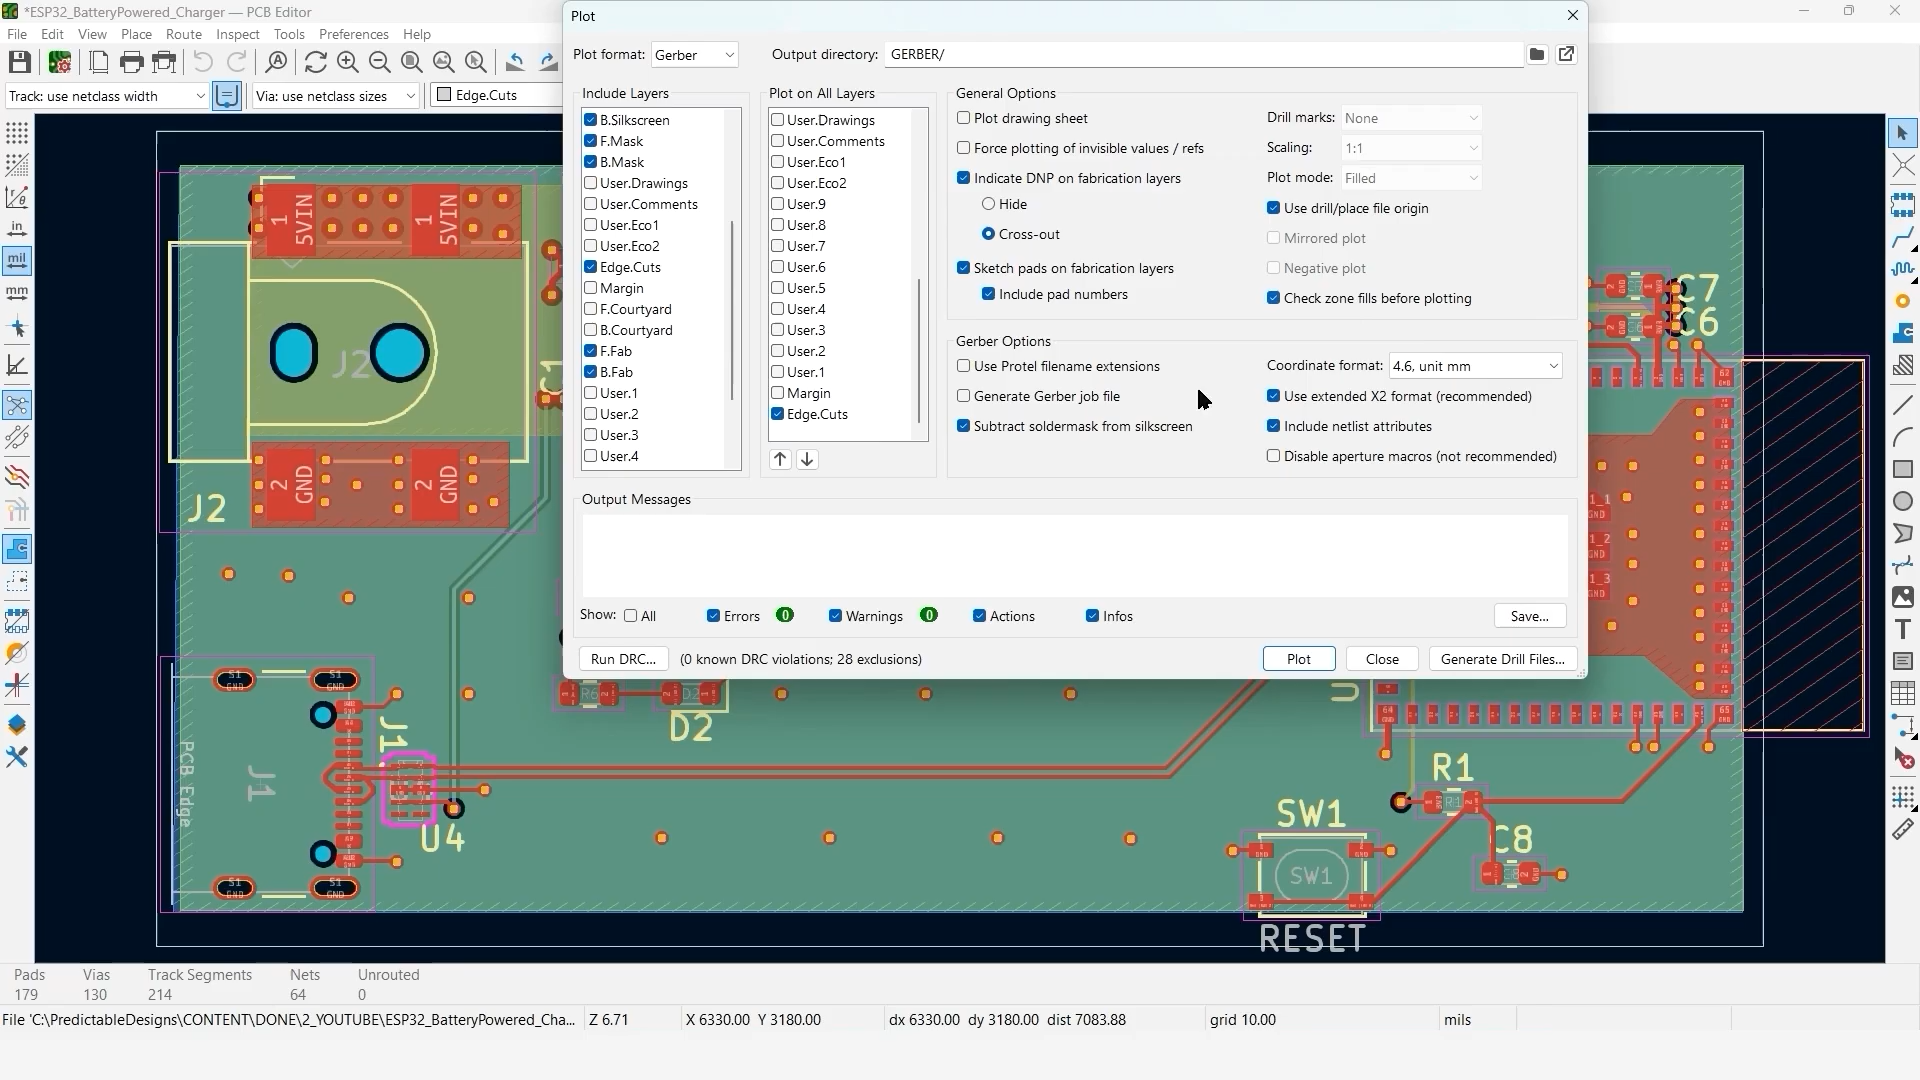 *ESP32_BatteryPowered_Charger — PCB Editor
File Edit View Place Route Inspect Tools Preferences Help
Track: use netclass width
Via: use netclass sizes
Edge.Cuts
Plot
Plot format: Gerber
Output directory: GERBER/
Include Layers
B.Silkscreen
F.Mask
B.Mask
User.Drawings
User.Comments
User.Eco1
User.Eco2
Edge.Cuts
Margin
F.Courtyard
B.Courtyard
F.Fab
B.Fab
User.1
User.2
User.3
User.4
Plot on All Layers
User.Drawings
User.Comments
User.Eco1
User.Eco2
User.9
User.8
User.7
User.6
User.5
User.4
User.3
User.2
User.1
Margin
Edge.Cuts
General Options
Plot drawing sheet
Force plotting of invisible values / refs
Indicate DNP on fabrication layers
Hide
Cross-out
Sketch pads on fabrication layers
Include pad numbers
Drill marks: None
Scaling: 1:1
Plot mode: Filled
Use drill/place file origin
Mirrored plot
Negative plot
Check zone fills before plotting
Gerber Options
Use Protel filename extensions
Generate Gerber job file
Subtract soldermask from silkscreen
Coordinate format: 4.6, unit mm
Use extended X2 format (recommended)
Include netlist attributes
Disable aperture macros (not recommended)
Output Messages
Show: All Errors 0 Warnings 0 Actions Infos
Save...
Run DRC...
(0 known DRC violations; 28 exclusions)
Plot
Close
Generate Drill Files...
in
mil
mm
1
5VIN
1
5VIN
J2
2
GND
2
GND
J2
C7
C6
D2
R6
D2
J1
J1
PCB Edge
U4
R1
R1
SW1
SW1
RESET
C8
Pads Vias Track Segments Nets Unrouted
179 130 214 64 0
File 'C:\PredictableDesigns\CONTENT\DONE\2_YOUTUBE\ESP32_BatteryPowered_Cha...
Z 6.71
X 6330.00 Y 3180.00
dx 6330.00 dy 3180.00 dist 7083.88
grid 10.00
mils